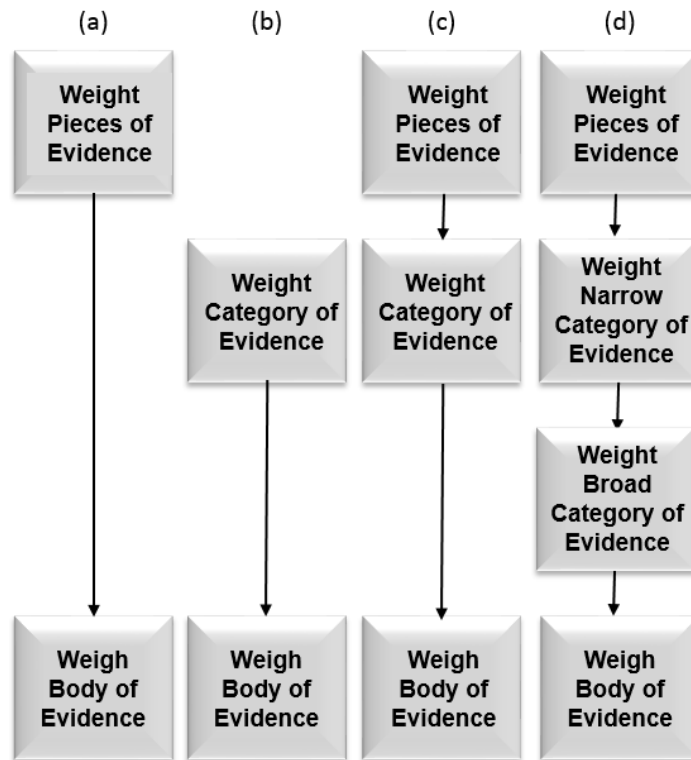 (a)
(b)
(c)
(d)
Weight
Pieces of
Evidence
Weight
Pieces of
Evidence
Weight
Pieces of
Evidence
Weight
Category of
Evidence
Weight
Category of
Evidence
Weight
Narrow
Category of
Evidence
Weight
Broad
Category of
Evidence
Weigh
Body of
Evidence
Weigh
Body of
Evidence
Weigh
Body of
Evidence
Weigh
Body of
Evidence